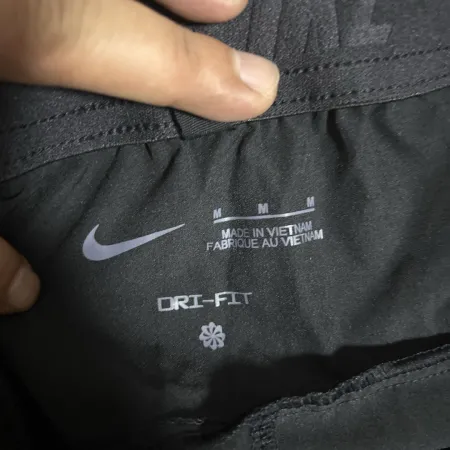 M M M
MADE IN VIETNAM
FABRIQUE AU VIETNAM
DRI-FIT